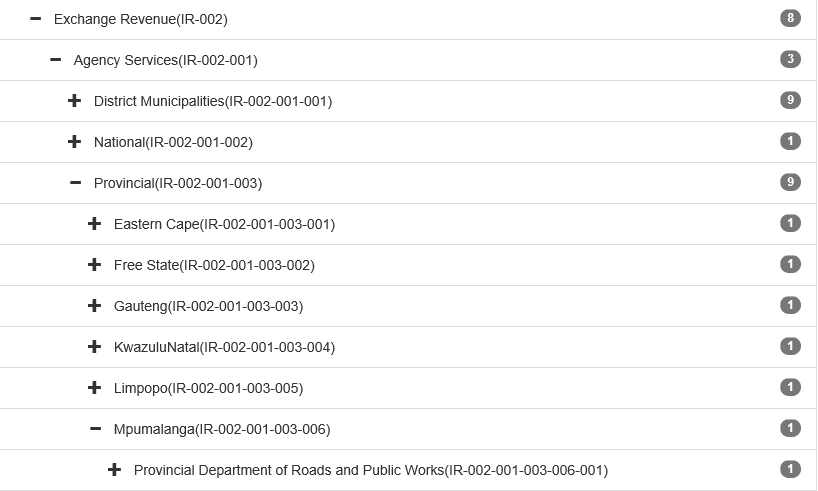 Exchange Revenue(IR-002) 8
Agency Services(IR-002-001) 3
District Municipalities(IR-002-001-001) 9
National(IR-002-001-002) 1
Provincial(IR-002-001-003) 9
Eastern Cape(IR-002-001-003-001) 1
Free State(IR-002-001-003-002) 1
Gauteng(IR-002-001-003-003) 1
KwazuluNatal(IR-002-001-003-004) 1
Limpopo(IR-002-001-003-005) 1
Mpumalanga(IR-002-001-003-006) 1
Provincial Department of Roads and Public Works(IR-002-001-003-006-001) 1